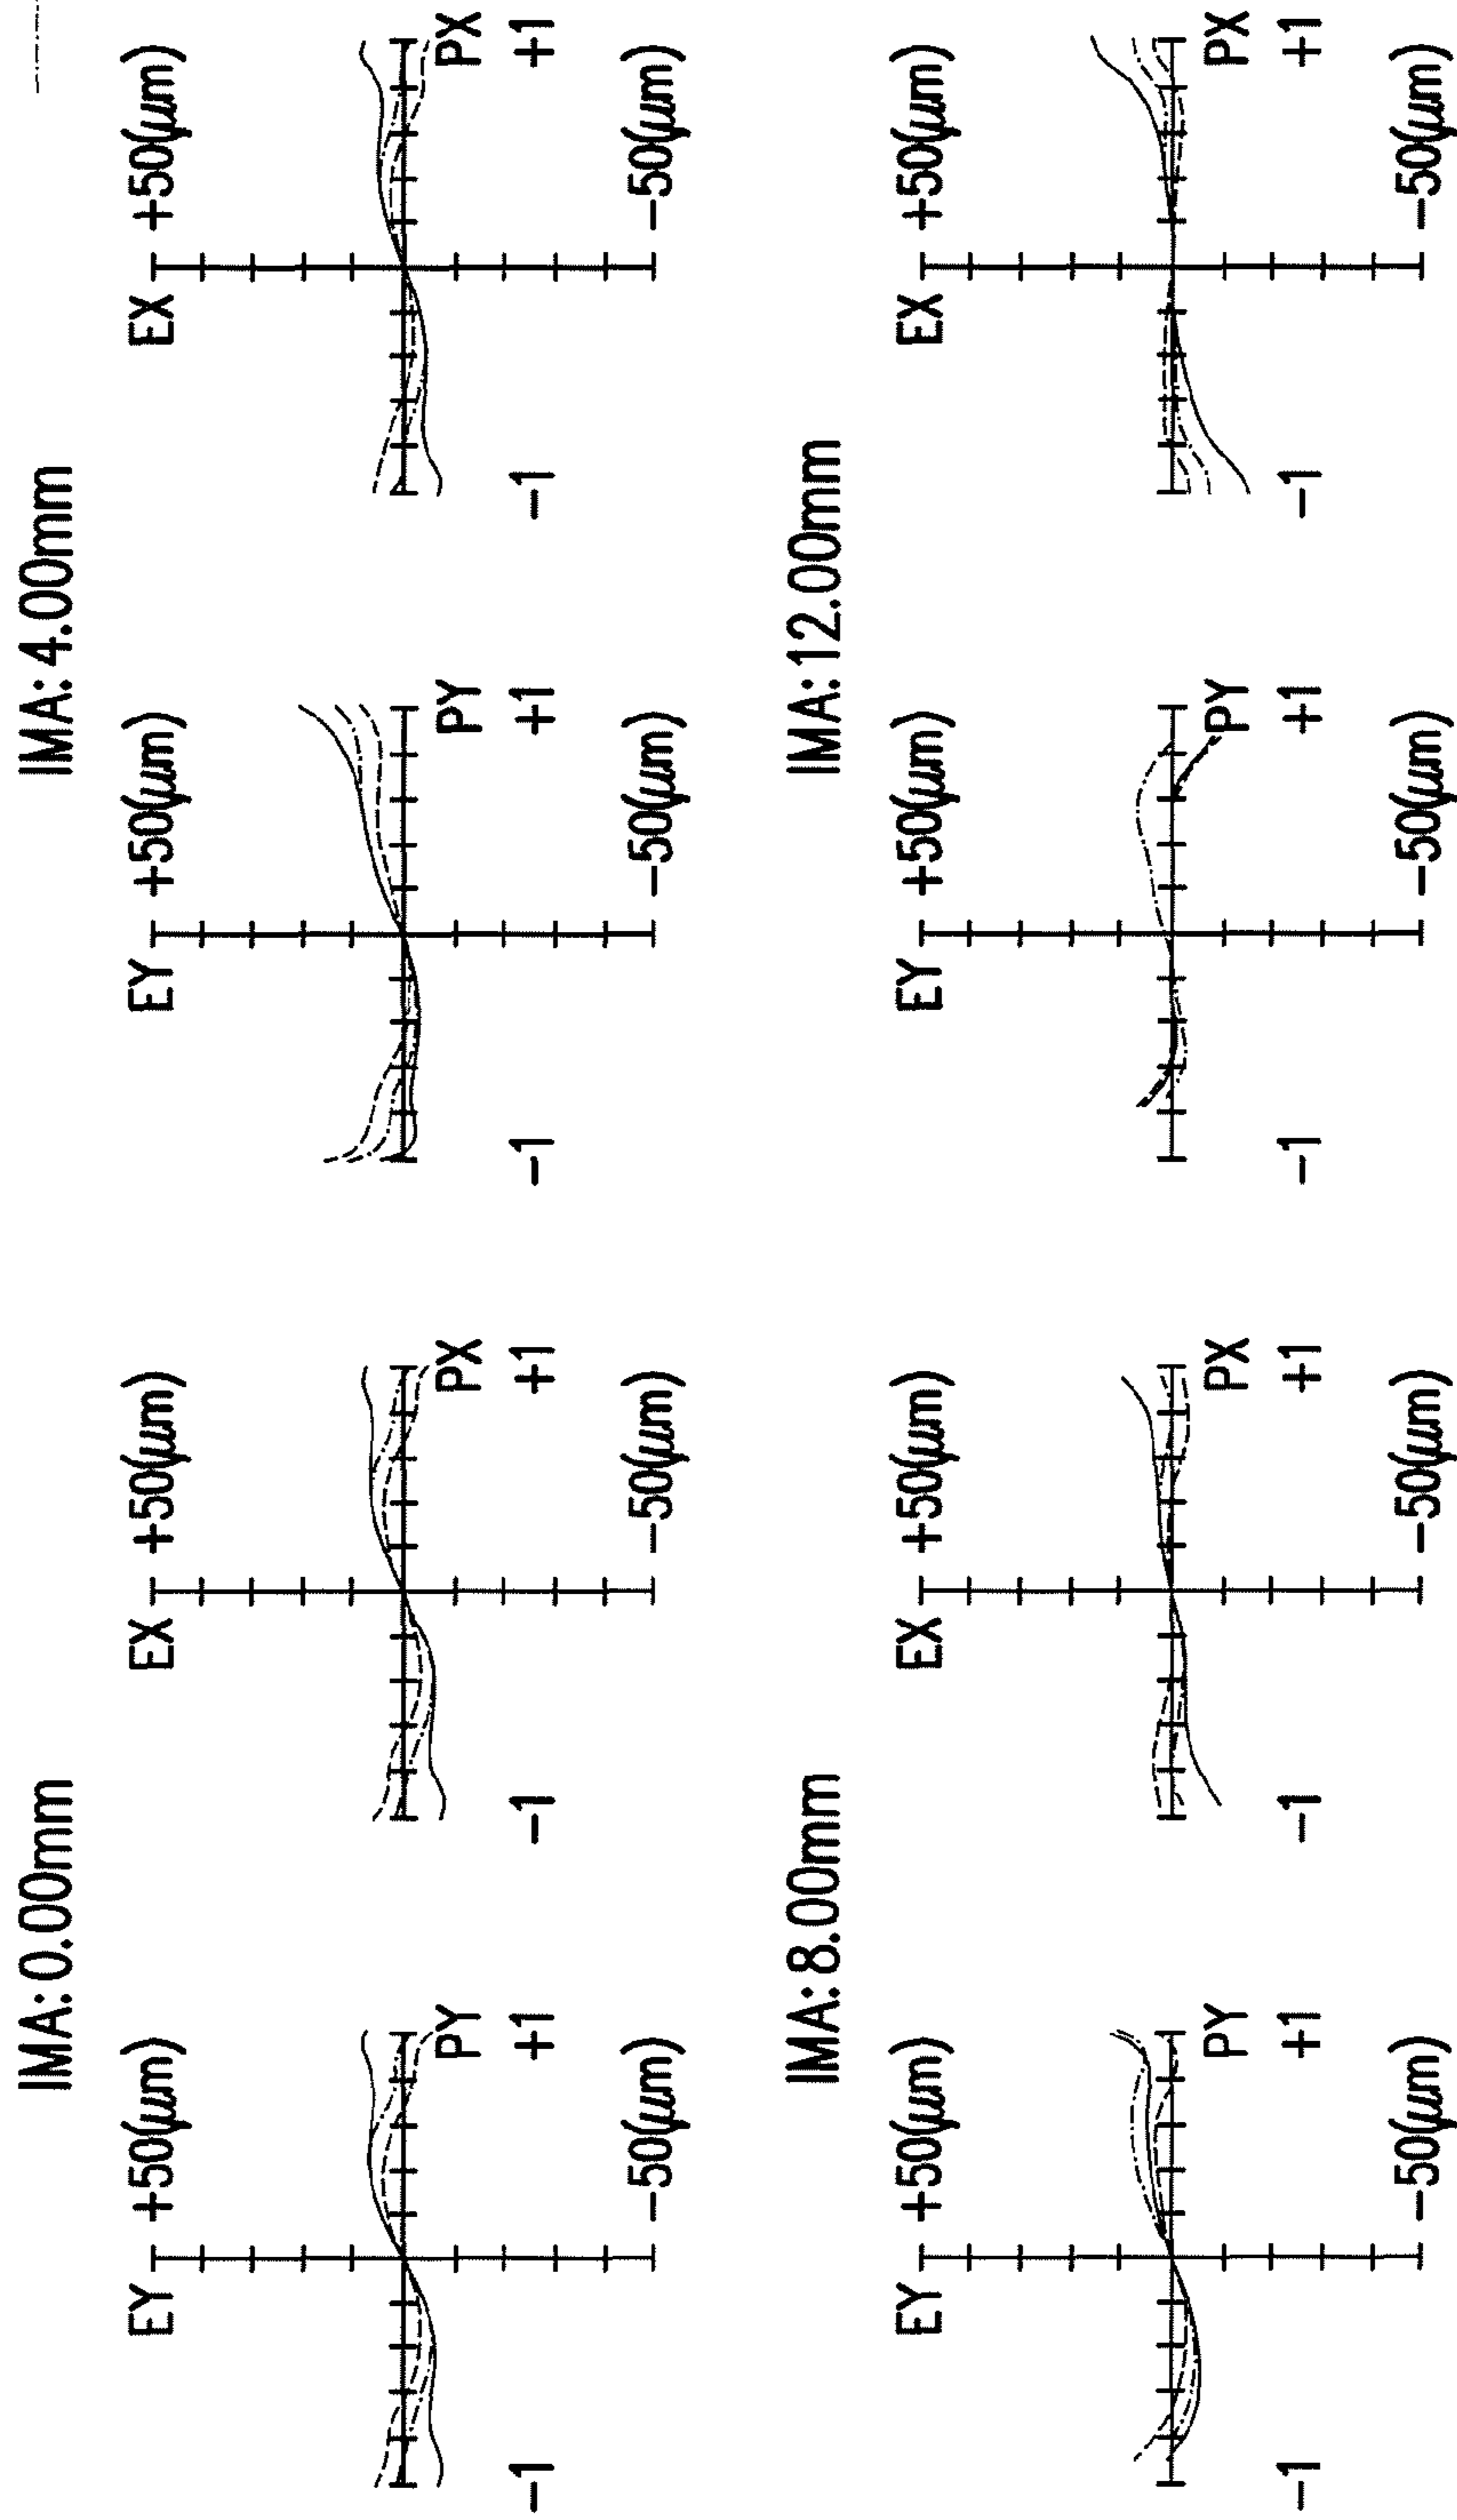 IMA: 0.00mm IMA: 4.00mm
EY +50(μm) EX +50(μm) EY +50(μm) EX +50(μm)
PY PX PY PX
-1 +1 -1 +1 -1 +1 -1 +1
-50(μm) -50(μm) -50(μm) -50(μm)
IMA: 8.00mm IMA: 12.00mm
EY +50(μm) EX +50(μm) EY +50(μm) EX +50(μm)
PY PX PY PX
-1 +1 -1 +1 -1 +1 -1 +1
-50(μm) -50(μm) -50(μm) -50(μm)